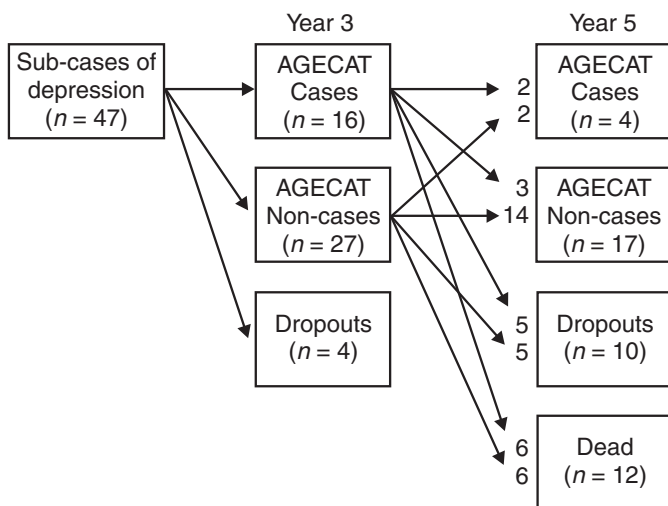 Year 3
Year 5
Sub-cases of
depression
(n = 47)
AGECAT
Cases
(n = 16)
2
2
AGECAT
Cases
(n = 4)
AGECAT
Non-cases
(n = 27)
3
14
AGECAT
Non-cases
(n = 17)
Dropouts
(n = 4)
5
5
Dropouts
(n = 10)
6
6
Dead
(n = 12)